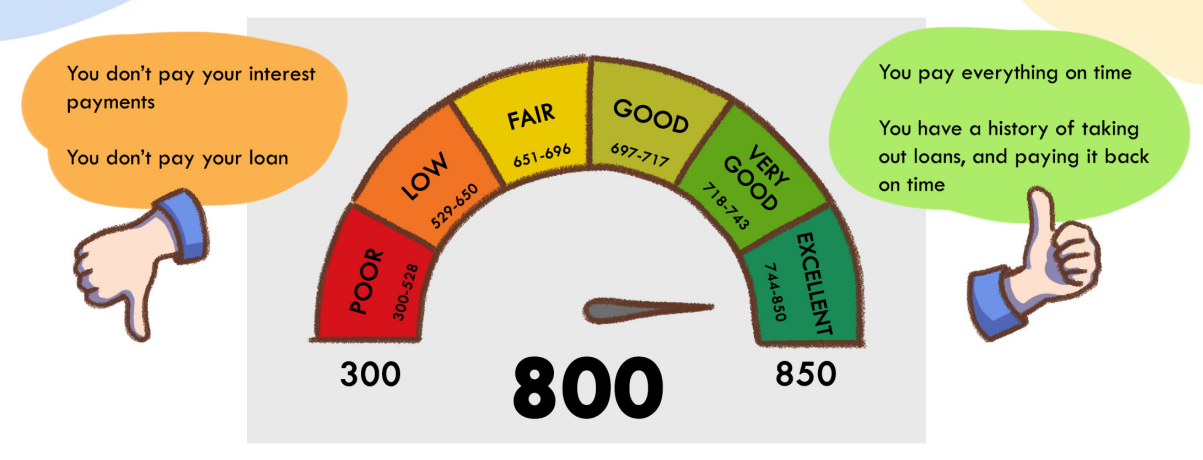 You don’t pay your interest
payments
You don’t pay your loan
POOR
300-528
LOW
529-650
FAIR
651-696
GOOD
697-717
VERY
GOOD
718-743
EXCELLENT
744-850
300
800
850
You pay everything on time
You have a history of taking
out loans, and paying it back
on time